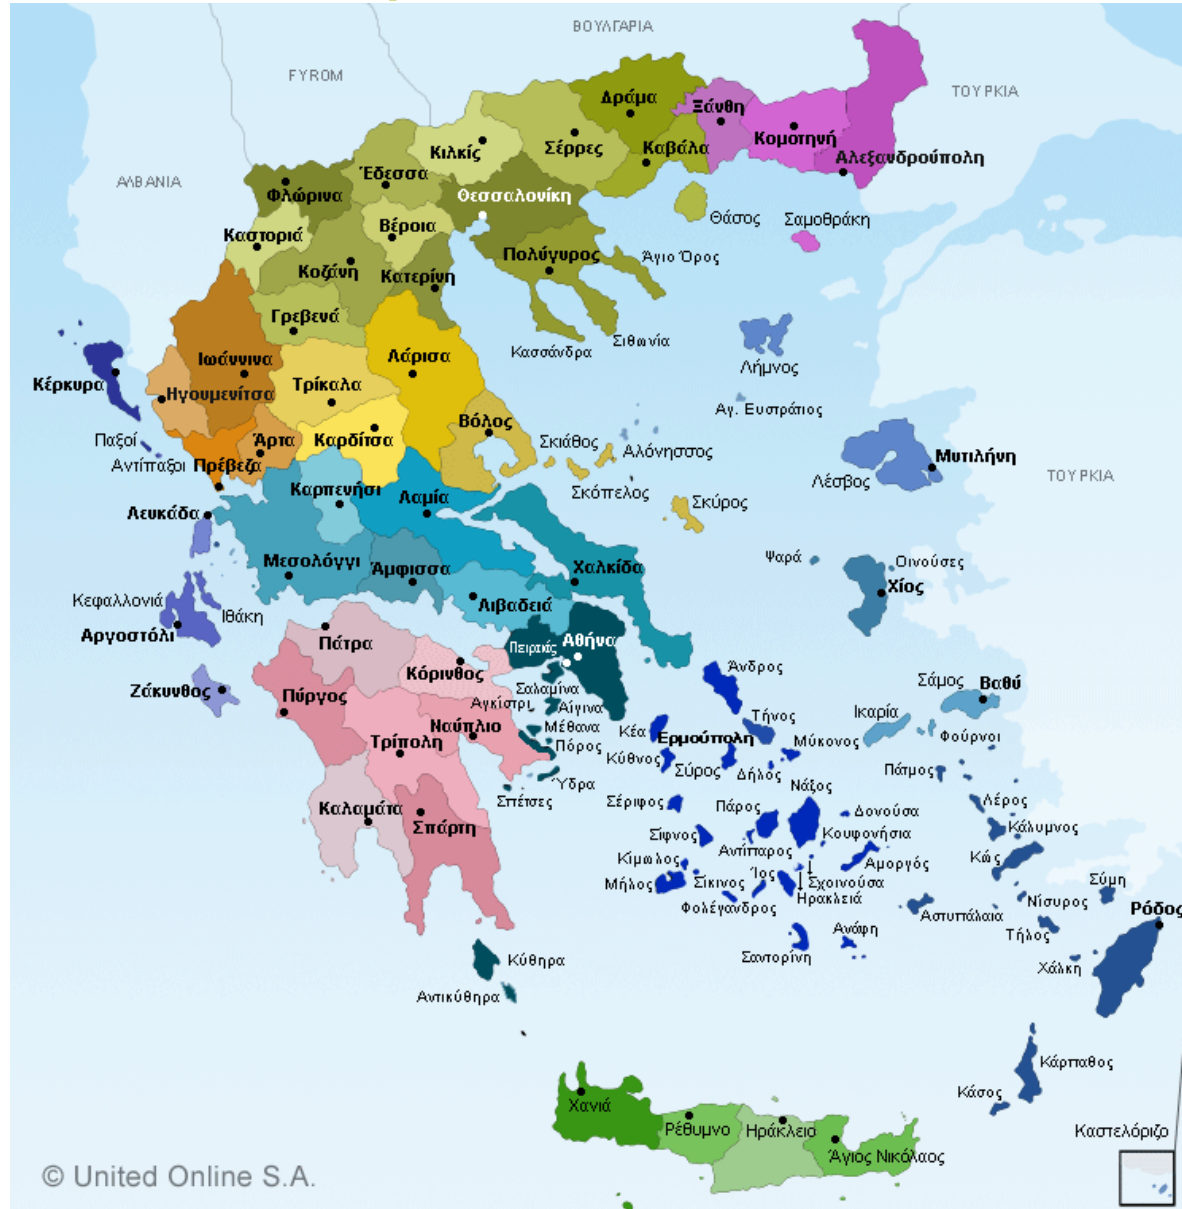 ΒΟΥΛΓΑΡΙΑ
FYROM
ΤΟΥΡΚΙΑ
ΑΛΒΑΝΙΑ
Δράμα
Ξάνθη
Κομοτηνή
Κιλκίς
Σέρρες
Καβάλα
Αλεξανδρούπολη
Έδεσσα
Φλώρινα
Θεσσαλονίκη
Θάσος
Σαμοθράκη
Καστοριά
Βέροια
Κοζάνη
Κατερίνη
Πολύγυρος
Άγιο Όρος
Γρεβενά
Σιθωνία
Κασσάνδρα
Ιωάννινα
Λάρισα
Λήμνος
Κέρκυρα
Ηγουμενίτσα
Τρίκαλα
Αγ. Ευστράτιος
Παξοί
Αντίπαξοι
Πρέβεζα
Άρτα
Καρδίτσα
Βόλος
Σκιάθος
Αλόνησσος
Σκόπελος
Μυτιλήνη
Λέσβος
ΤΟΥΡΚΙΑ
Λευκάδα
Καρπενήσι
Λαμία
Σκύρος
Μεσολόγγι
Άμφισσα
Λιβαδειά
Χαλκίδα
Ψαρά
Οινούσες
Χίος
Κεφαλλονιά
Ιθάκη
Αργοστόλι
Πάτρα
Πειραιάς
Αθήνα
Ζάκυνθος
Πύργος
Κόρινθος
Σαλαμίνα
Αγκίστρι
Αίγινα
Άνδρος
Σάμος
Βαθύ
Τρίπολη
Ναύπλιο
Μέθανα
Πόρος
Κέα
Ερμούπολη
Τήνος
Μύκονος
Ικαρία
Φούρνοι
Ύδρα
Σπέτσες
Κύθνος
Σύρος
Δήλος
Πάτμος
Καλαμάτα
Σπάρτη
Σέριφος
Πάρος
Νάξος
Δονούσα
Λέρος
Σίφνος
Αντίπαρος
Κουφονήσια
Κάλυμνος
Κίμωλος
Μήλος
Σίκινος
Ίος
Σχοινούσα
Ηρακλειά
Αμοργός
Κώς
Σύμη
Φολέγανδρος
Αστυπάλαια
Νίσυρος
Τήλος
Ρόδος
Σαντορίνη
Ανάφη
Χάλκη
Κύθηρα
Αντικύθηρα
Κάρπαθος
Κάσος
Χανιά
Ρέθυμνο
Ηράκλειο
Άγιος Νικόλαος
Καστελόριζο
© United Online S.A.